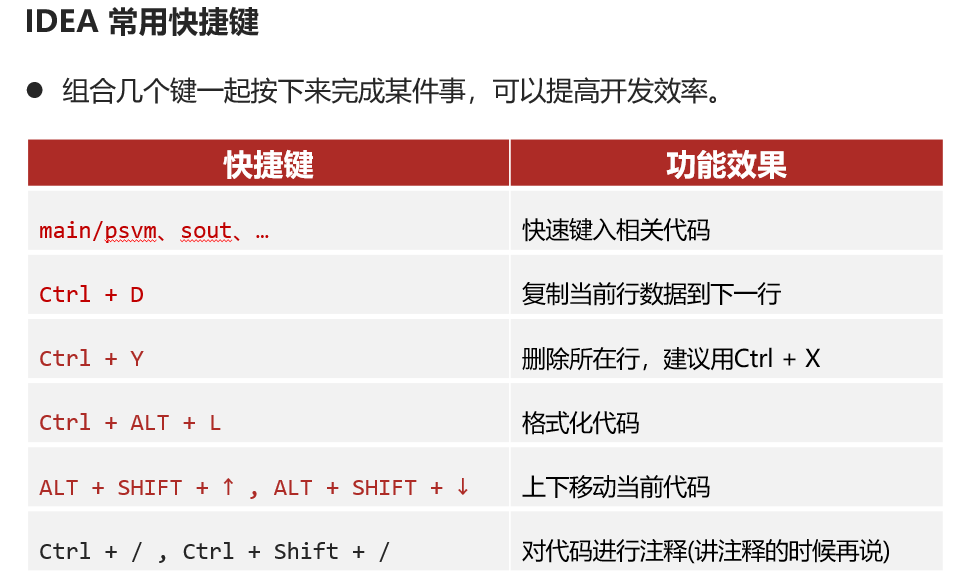 IDEA 常用快捷键
● 组合几个键一起按下来完成某件事，可以提高开发效率。
快捷键 功能效果
main/psvm、sout、… 快速键入相关代码
Ctrl + D 复制当前行数据到下一行
Ctrl + Y 删除所在行，建议用Ctrl + X
Ctrl + ALT + L 格式化代码
ALT + SHIFT + ↑ , ALT + SHIFT + ↓ 上下移动当前代码
Ctrl + / , Ctrl + Shift + / 对代码进行注释(讲注释的时候再说)